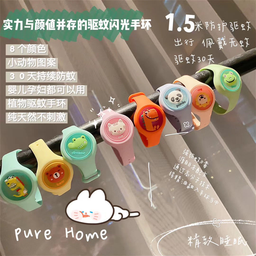 实力与颜值并存的驱蚊闪光手环
8个颜色
小动物图案
30天持续防蚊
婴儿孕妇都可以用
植物驱蚊手环
纯天然不刺激
1.5米防护驱蚊
出行 佩戴无蚊
驱蚊30天
Pure Home